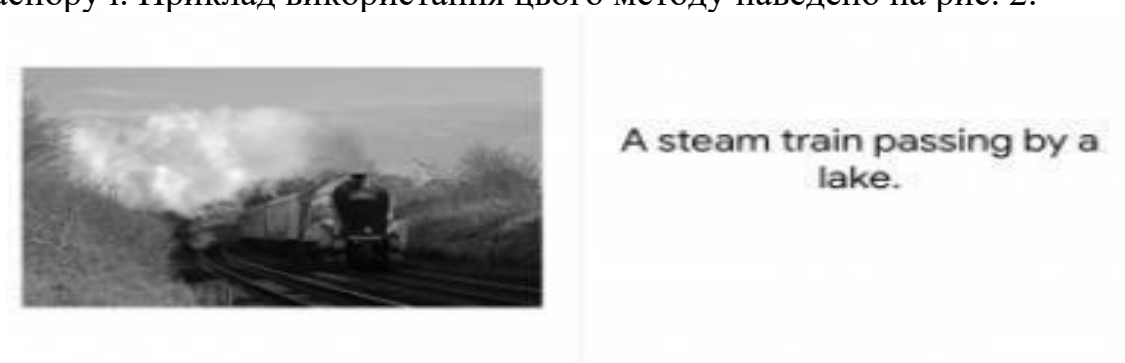 Приклад використання цього методу наведено на рис. 2.
A steam train passing by a
lake.